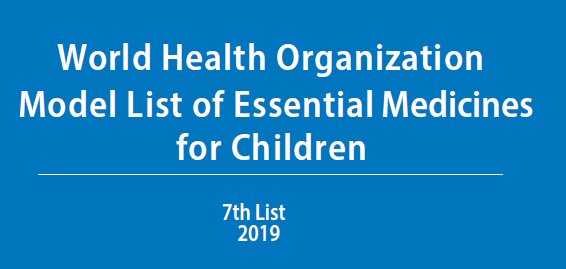 World Health Organization
Model List of Essential Medicines
for Children
7th List
2019